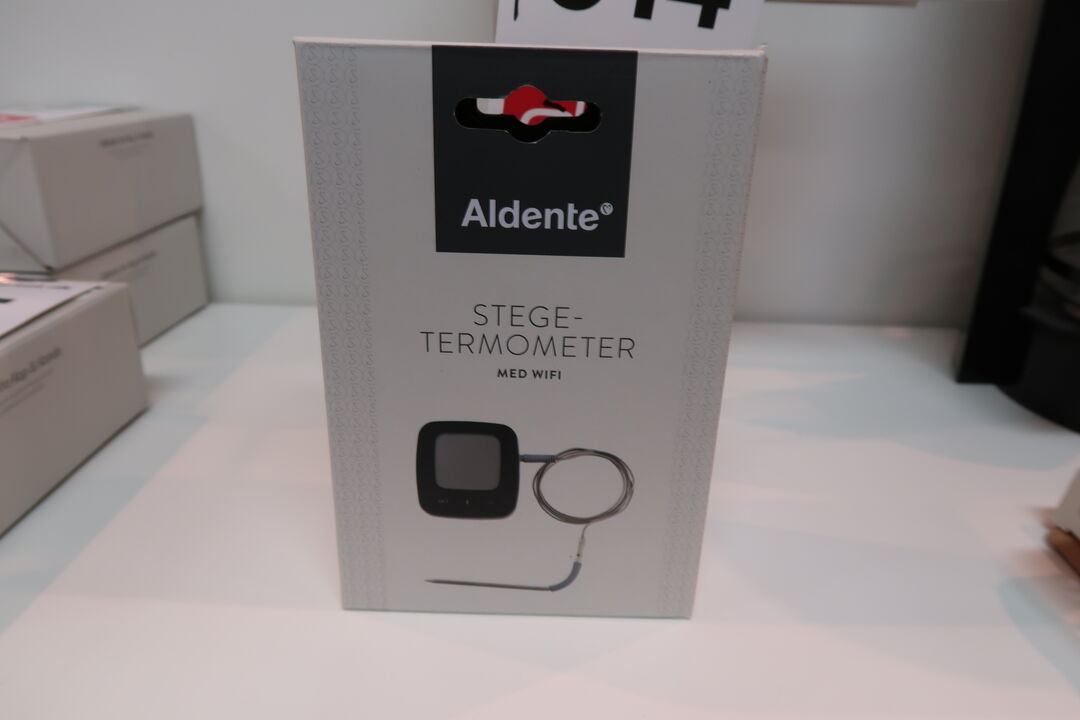 Aldente
STEGE-
TERMOMETER
MED WIFI